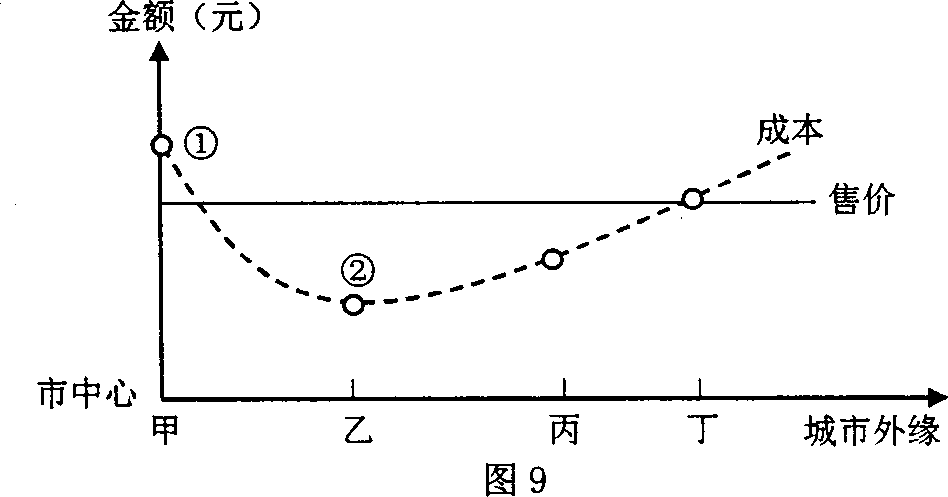 金额（元）
①
成本
售价
②
市中心
甲 乙 丙 丁 城市外缘
图 9